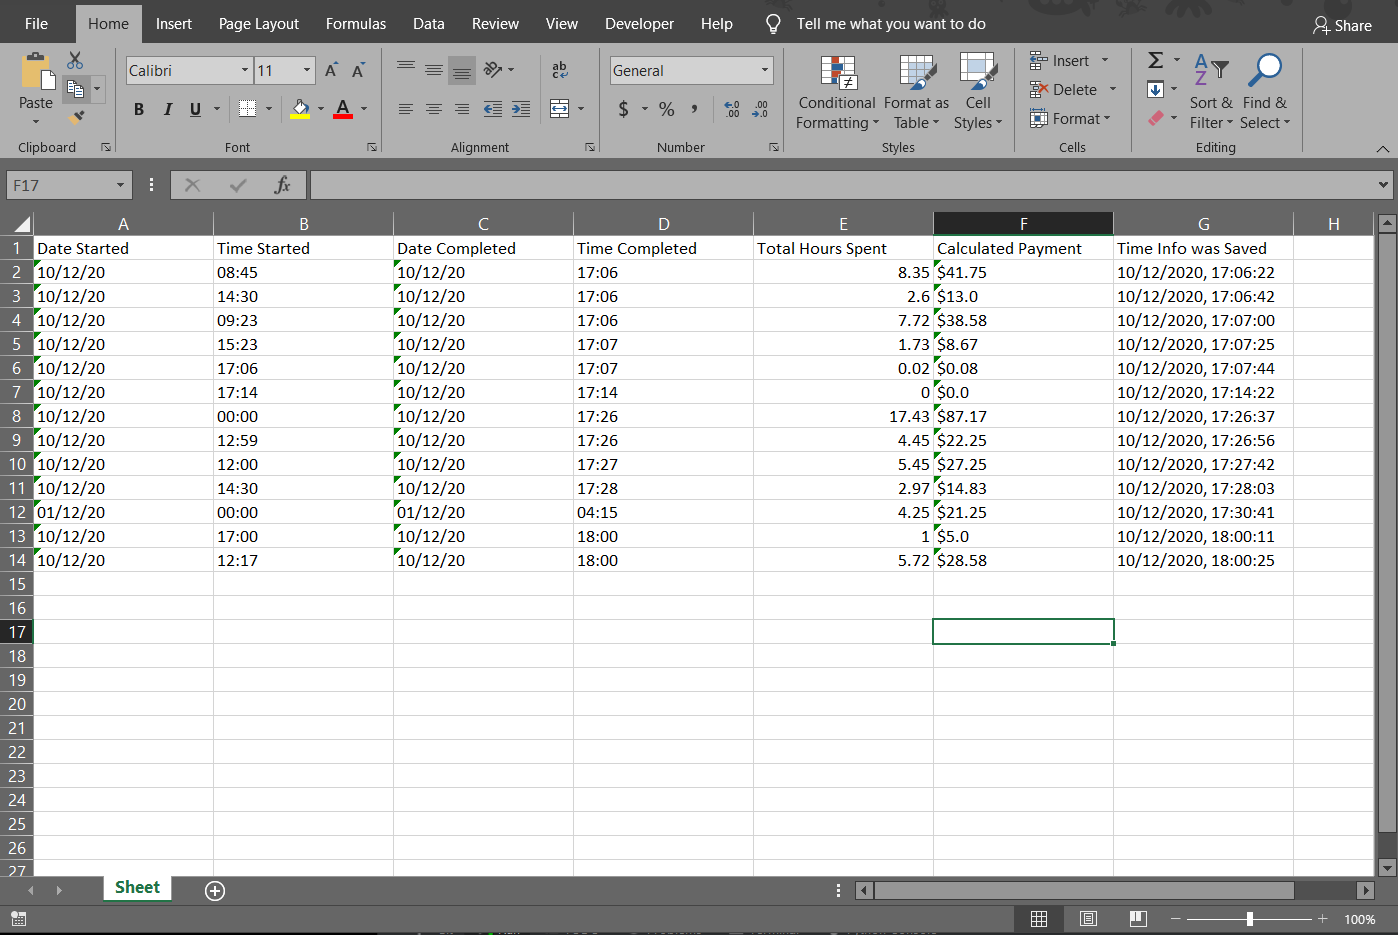 File Home Insert Page Layout Formulas Data Review View Developer Help Tell me what you want to do Share
Paste Calibri 11 A A ab c General Conditional Formatting Format as Table Cell Styles Insert Delete Format Sort & Filter Find & Select
B I U A $ % , .00 .0 .00
Clipboard Font Alignment Number Styles Cells Editing
F17 fx
A B C D E F G H
1 Date Started Time Started Date Completed Time Completed Total Hours Spent Calculated Payment Time Info was Saved
2 10/12/20 08:45 10/12/20 17:06 8.35 $41.75 10/12/2020, 17:06:22
3 10/12/20 14:30 10/12/20 17:06 2.6 $13.0 10/12/2020, 17:06:42
4 10/12/20 09:23 10/12/20 17:06 7.72 $38.58 10/12/2020, 17:07:00
5 10/12/20 15:23 10/12/20 17:07 1.73 $8.67 10/12/2020, 17:07:25
6 10/12/20 17:06 10/12/20 17:07 0.02 $0.08 10/12/2020, 17:07:44
7 10/12/20 17:14 10/12/20 17:14 0 $0.0 10/12/2020, 17:14:22
8 10/12/20 00:00 10/12/20 17:26 17.43 $87.17 10/12/2020, 17:26:37
9 10/12/20 12:59 10/12/20 17:26 4.45 $22.25 10/12/2020, 17:26:56
10 10/12/20 12:00 10/12/20 17:27 5.45 $27.25 10/12/2020, 17:27:42
11 10/12/20 14:30 10/12/20 17:28 2.97 $14.83 10/12/2020, 17:28:03
12 01/12/20 00:00 01/12/20 04:15 4.25 $21.25 10/12/2020, 17:30:41
13 10/12/20 17:00 10/12/20 18:00 1 $5.0 10/12/2020, 18:00:11
14 10/12/20 12:17 10/12/20 18:00 5.72 $28.58 10/12/2020, 18:00:25
15
16
17
18
19
20
21
22
23
24
25
26
27
Sheet
100%